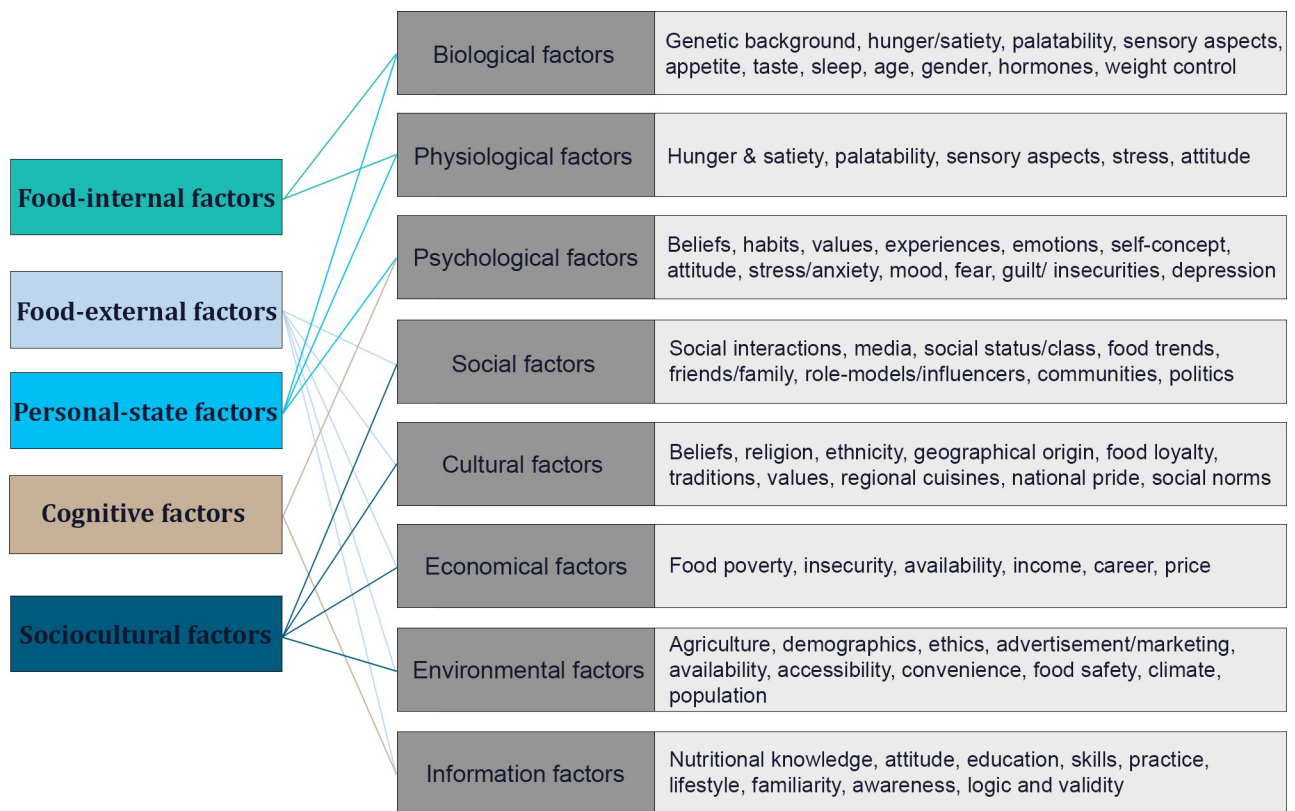 Food-internal factors
Food-external factors
Personal-state factors
Cognitive factors
Sociocultural factors
Biological factors
Genetic background, hunger/satiety, palatability, sensory aspects,
appetite, taste, sleep, age, gender, hormones, weight control
Physiological factors
Hunger & satiety, palatability, sensory aspects, stress, attitude
Psychological factors
Beliefs, habits, values, experiences, emotions, self-concept,
attitude, stress/anxiety, mood, fear, guilt/ insecurities, depression
Social factors
Social interactions, media, social status/class, food trends,
friends/family, role-models/influencers, communities, politics
Cultural factors
Beliefs, religion, ethnicity, geographical origin, food loyalty,
traditions, values, regional cuisines, national pride, social norms
Economical factors
Food poverty, insecurity, availability, income, career, price
Environmental factors
Agriculture, demographics, ethics, advertisement/marketing,
availability, accessibility, convenience, food safety, climate,
population
Information factors
Nutritional knowledge, attitude, education, skills, practice,
lifestyle, familiarity, awareness, logic and validity